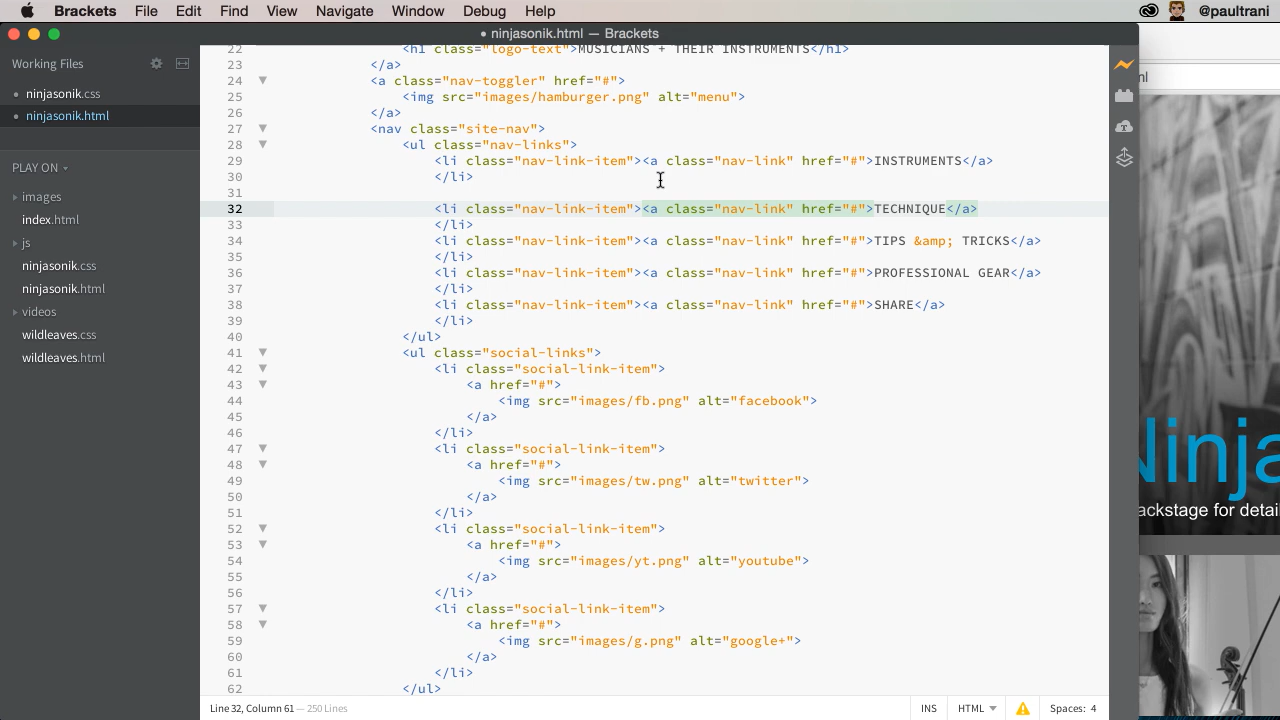 Brackets File Edit Find View Navigate Window Debug Help @paultrani
• ninjasonik.html — Brackets
Working Files
ninjasonik.css
ninjasonik.html
PLAY ON
images
index.html
js
ninjasonik.css
ninjasonik.html
videos
wildleaves.css
wildleaves.html
22 <h1 class="logo-text">MUSICIANS + THEIR INSTRUMENTS</h1>
23 </a>
24 <a class="nav-toggler" href="#">
25 <img src="images/hamburger.png" alt="menu">
26 </a>
27 <nav class="site-nav">
28 <ul class="nav-links">
29 <li class="nav-link-item"><a class="nav-link" href="#">INSTRUMENTS</a>
30 </li>
31
32 <li class="nav-link-item"><a class="nav-link" href="#">TECHNIQUE</a>
33 </li>
34 <li class="nav-link-item"><a class="nav-link" href="#">TIPS &amp; TRICKS</a>
35 </li>
36 <li class="nav-link-item"><a class="nav-link" href="#">PROFESSIONAL GEAR</a>
37 </li>
38 <li class="nav-link-item"><a class="nav-link" href="#">SHARE</a>
39 </li>
40 </ul>
41 <ul class="social-links">
42 <li class="social-link-item">
43 <a href="#">
44 <img src="images/fb.png" alt="facebook">
45 </a>
46 </li>
47 <li class="social-link-item">
48 <a href="#">
49 <img src="images/tw.png" alt="twitter">
50 </a>
51 </li>
52 <li class="social-link-item">
53 <a href="#">
54 <img src="images/yt.png" alt="youtube">
55 </a>
56 </li>
57 <li class="social-link-item">
58 <a href="#">
59 <img src="images/g.png" alt="google+">
60 </a>
61 </li>
62 </ul>
Line 32, Column 61 — 250 Lines INS HTML Spaces: 4
ml
Ninja
ackstage for detai